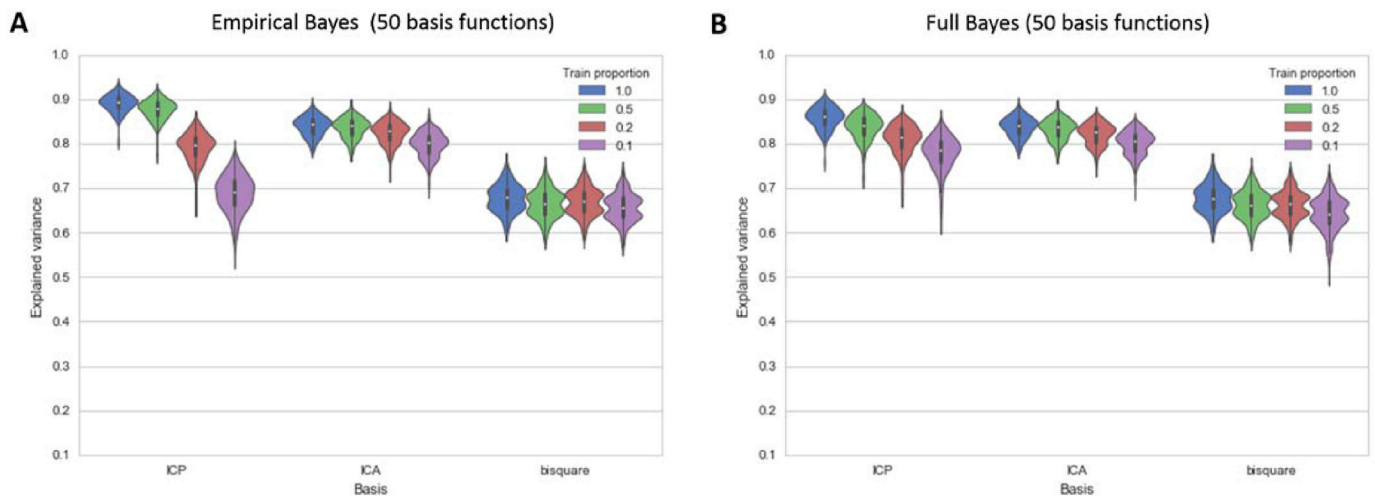 A
Empirical Bayes (50 basis functions)
1.0
0.9
0.8
0.7
0.6
0.5
0.4
0.3
0.2
0.1
Explained variance
Train proportion
1.0
0.5
0.2
0.1
ICP
ICA
bisquare
Basis
B
Full Bayes (50 basis functions)
1.0
0.9
0.8
0.7
0.6
0.5
0.4
0.3
0.2
0.1
Explained variance
Train proportion
1.0
0.5
0.2
0.1
ICP
ICA
bisquare
Basis